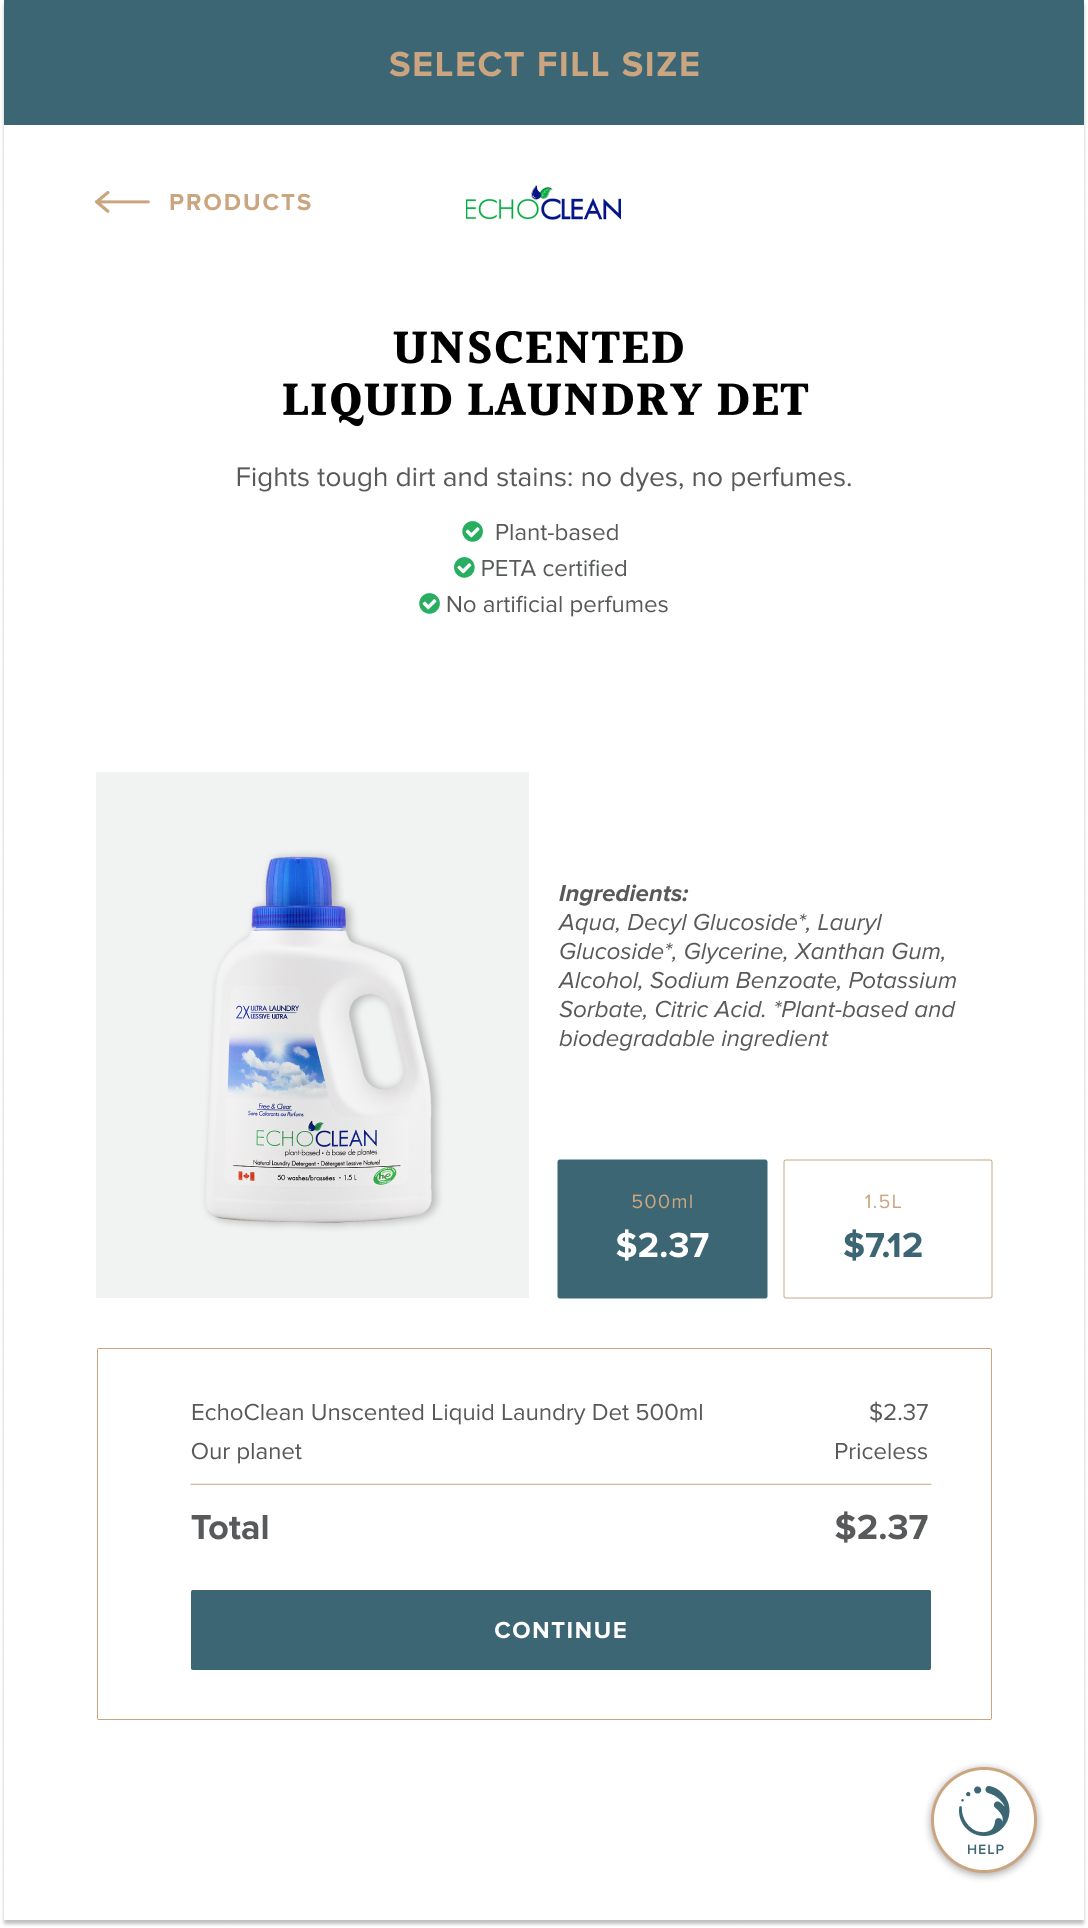 SELECT FILL SIZE
PRODUCTS
ECHOCLEAN
UNSCENTED
LIQUID LAUNDRY DET
Fights tough dirt and stains: no dyes, no perfumes.
Plant-based
PETA certified
No artificial perfumes
2X ULTRA LAUNDRY
LESSIVE ULTRA
Free & Clear
Sans Colorants ou Parfums
ECHOCLEAN
plant-based • à base de plantes
Natural Laundry Detergent • Détergent Lessive Naturel
50 washes/brassées • 1.5 L
he
Ingredients:
Aqua, Decyl Glucoside*, Lauryl
Glucoside*, Glycerine, Xanthan Gum,
Alcohol, Sodium Benzoate, Potassium
Sorbate, Citric Acid. *Plant-based and
biodegradable ingredient
500ml
$2.37
1.5L
$7.12
EchoClean Unscented Liquid Laundry Det 500ml $2.37
Our planet Priceless
Total $2.37
CONTINUE
HELP